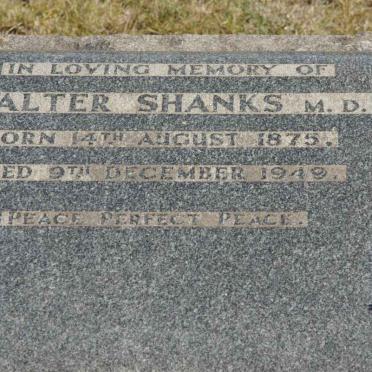 IN LOVING MEMORY OF
ALTER SHANKS M.D.
ORN 14TH AUGUST 1875.
ED 9TH DECEMBER 1949.
PEACE PERFECT PEACE.